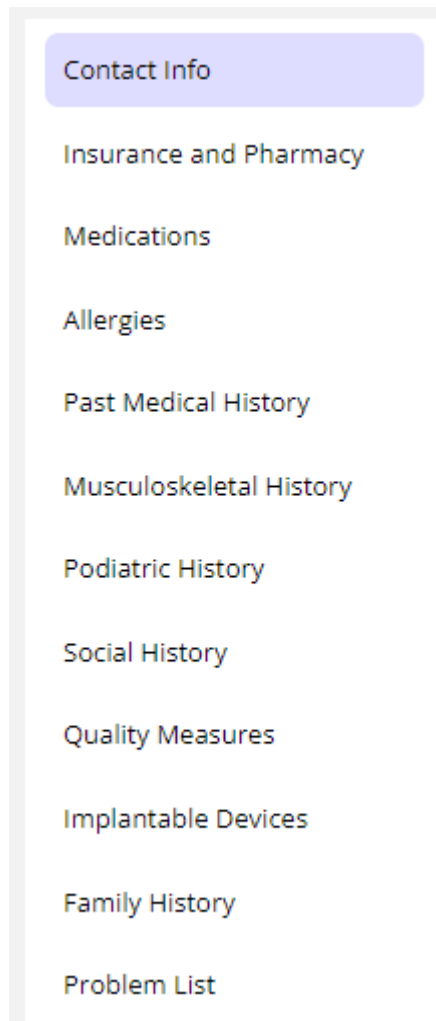 Contact Info
Insurance and Pharmacy
Medications
Allergies
Past Medical History
Musculoskeletal History
Podiatric History
Social History
Quality Measures
Implantable Devices
Family History
Problem List